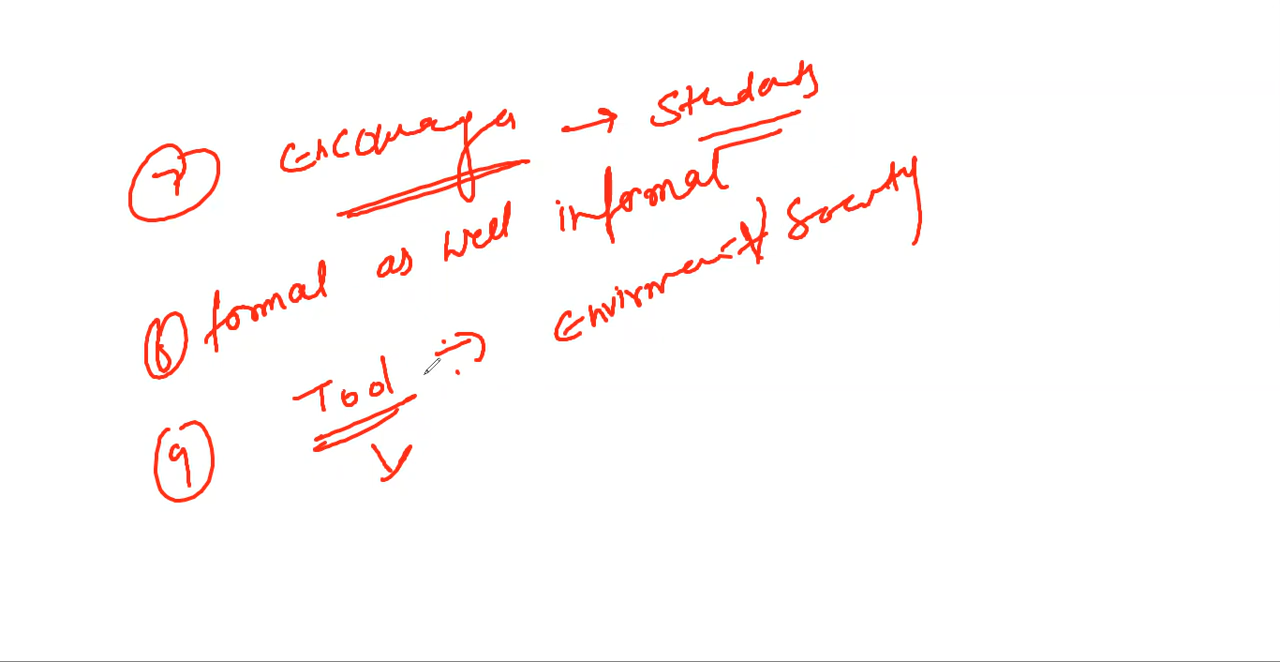 7 encourage → Students
8 formal as well informal
9 Tool ÷) Environment) Society